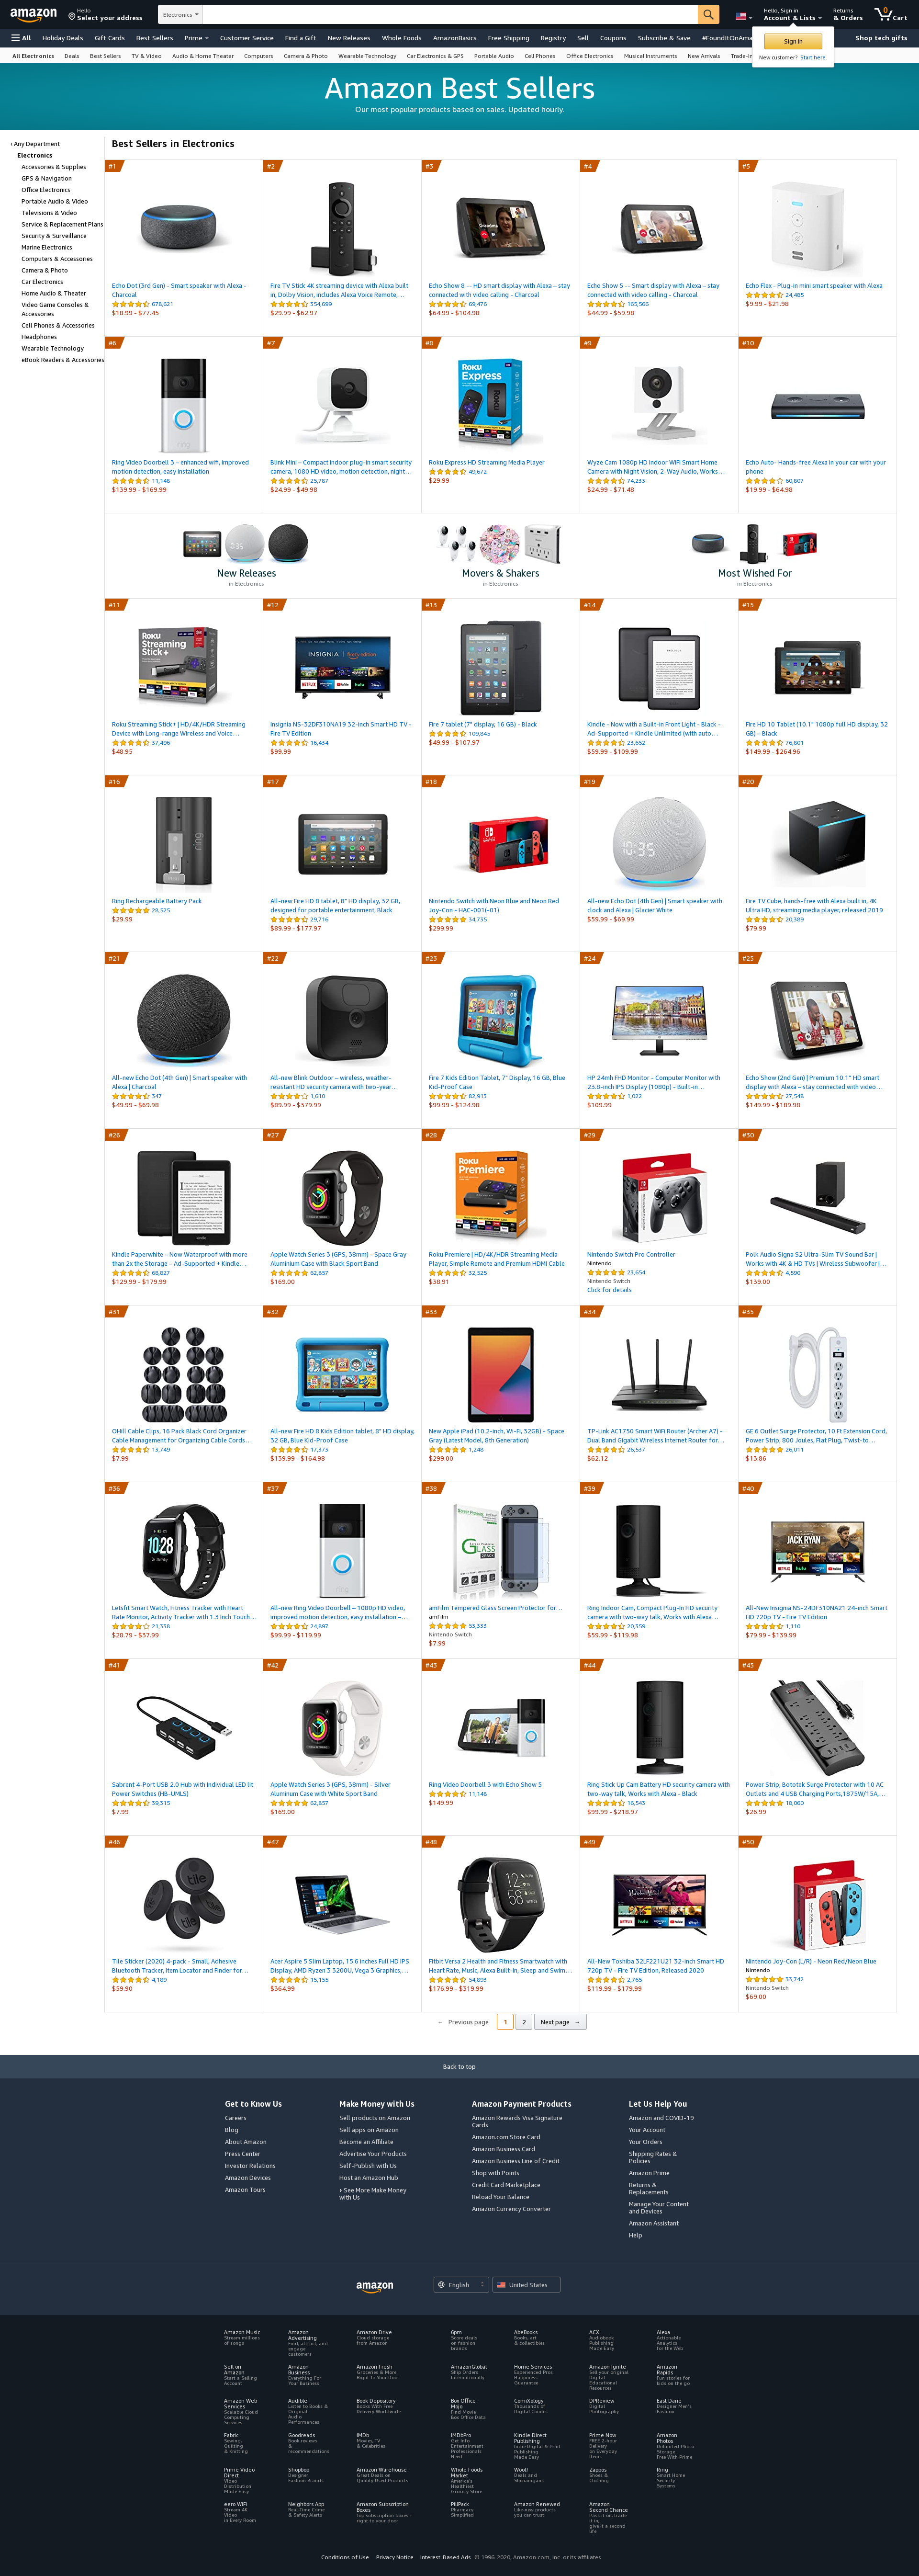 amazon
Hello
Select your address
Electronics
Hello, Sign in
Account & Lists
Returns
& Orders
0
Cart
All
Holiday Deals
Gift Cards
Best Sellers
Prime
Customer Service
Find a Gift
New Releases
Whole Foods
AmazonBasics
Free Shipping
Registry
Sell
Coupons
Subscribe & Save
#FoundItOnAma
Shop tech gifts
Sign in
New customer? Start here.
All Electronics
Deals
Best Sellers
TV & Video
Audio & Home Theater
Computers
Camera & Photo
Wearable Technology
Car Electronics & GPS
Portable Audio
Cell Phones
Office Electronics
Musical Instruments
New Arrivals
Trade-In
Amazon Best Sellers
Our most popular products based on sales. Updated hourly.
‹ Any Department
Electronics
Accessories & Supplies
GPS & Navigation
Office Electronics
Portable Audio & Video
Televisions & Video
Service & Replacement Plans
Security & Surveillance
Marine Electronics
Computers & Accessories
Camera & Photo
Car Electronics
Home Audio & Theater
Video Game Consoles &
Accessories
Cell Phones & Accessories
Headphones
Wearable Technology
eBook Readers & Accessories
Best Sellers in Electronics
#1
Echo Dot (3rd Gen) - Smart speaker with Alexa -
Charcoal
678,621
$18.99 - $77.45
#2
Fire TV Stick 4K streaming device with Alexa built
in, Dolby Vision, includes Alexa Voice Remote,…
354,699
$29.99 - $62.97
#3
Echo Show 8 -- HD smart display with Alexa – stay
connected with video calling - Charcoal
69,476
$64.99 - $104.98
#4
Echo Show 5 -- Smart display with Alexa – stay
connected with video calling - Charcoal
165,566
$44.99 - $59.98
#5
Echo Flex - Plug-in mini smart speaker with Alexa
24,465
$9.99 - $21.98
#6
Ring Video Doorbell 3 – enhanced wifi, improved
motion detection, easy installation
11,148
$139.99 - $169.99
#7
Blink Mini – Compact indoor plug-in smart security
camera, 1080 HD video, motion detection, night…
25,787
$24.99 - $49.98
#8
Roku Express HD Streaming Media Player
49,672
$29.99
#9
Wyze Cam 1080p HD Indoor WiFi Smart Home
Camera with Night Vision, 2-Way Audio, Works…
74,233
$24.99 - $71.48
#10
Echo Auto- Hands-free Alexa in your car with your
phone
60,807
$19.99 - $64.98
New Releases
in Electronics
Movers & Shakers
in Electronics
Most Wished For
in Electronics
#11
Roku Streaming Stick+ | HD/4K/HDR Streaming
Device with Long-range Wireless and Voice…
37,496
$48.95
#12
Insignia NS-32DF310NA19 32-inch Smart HD TV -
Fire TV Edition
16,434
$99.99
#13
Fire 7 tablet (7" display, 16 GB) - Black
109,845
$49.99 - $107.97
#14
Kindle - Now with a Built-in Front Light - Black -
Ad-Supported + Kindle Unlimited (with auto…
23,652
$59.99 - $109.99
#15
Fire HD 10 Tablet (10.1" 1080p full HD display, 32
GB) – Black
76,801
$149.99 - $264.96
#16
Ring Rechargeable Battery Pack
28,525
$29.99
#17
All-new Fire HD 8 tablet, 8" HD display, 32 GB,
designed for portable entertainment, Black
29,716
$89.99 - $177.97
#18
Nintendo Switch with Neon Blue and Neon Red
Joy-Con - HAC-001(-01)
34,735
$299.99
#19
All-new Echo Dot (4th Gen) | Smart speaker with
clock and Alexa | Glacier White
$59.99 - $69.99
#20
Fire TV Cube, hands-free with Alexa built in, 4K
Ultra HD, streaming media player, released 2019
20,389
$79.99
#21
All-new Echo Dot (4th Gen) | Smart speaker with
Alexa | Charcoal
347
$49.99 - $69.98
#22
All-new Blink Outdoor – wireless, weather-
resistant HD security camera with two-year…
1,610
$89.99 - $379.99
#23
Fire 7 Kids Edition Tablet, 7" Display, 16 GB, Blue
Kid-Proof Case
82,913
$99.99 - $124.98
#24
HP 24mh FHD Monitor - Computer Monitor with
23.8-inch IPS Display (1080p) - Built-in…
1,022
$109.99
#25
Echo Show (2nd Gen) | Premium 10.1" HD smart
display with Alexa – stay connected with video…
27,548
$149.99 - $189.98
#26
Kindle Paperwhite – Now Waterproof with more
than 2x the Storage – Ad-Supported + Kindle…
68,827
$129.99 - $179.99
#27
Apple Watch Series 3 (GPS, 38mm) - Space Gray
Aluminium Case with Black Sport Band
62,857
$169.00
#28
Roku Premiere | HD/4K/HDR Streaming Media
Player, Simple Remote and Premium HDMI Cable
32,525
$38.91
#29
Nintendo Switch Pro Controller
Nintendo
23,654
Nintendo Switch
Click for details
#30
Polk Audio Signa S2 Ultra-Slim TV Sound Bar |
Works with 4K & HD TVs | Wireless Subwoofer |…
4,590
$139.00
#31
OHill Cable Clips, 16 Pack Black Cord Organizer
Cable Management for Organizing Cable Cords…
13,749
$7.99
#32
All-new Fire HD 8 Kids Edition tablet, 8" HD display,
32 GB, Blue Kid-Proof Case
17,373
$139.99 - $164.98
#33
New Apple iPad (10.2-inch, Wi-Fi, 32GB) - Space
Gray (Latest Model, 8th Generation)
1,246
$299.00
#34
TP-Link AC1750 Smart WiFi Router (Archer A7) -
Dual Band Gigabit Wireless Internet Router for…
26,537
$62.12
#35
GE 6 Outlet Surge Protector, 10 Ft Extension Cord,
Power Strip, 800 Joules, Flat Plug, Twist-to…
26,011
$13.86
#36
Letsfit Smart Watch, Fitness Tracker with Heart
Rate Monitor, Activity Tracker with 1.3 Inch Touch…
21,338
$28.79 - $37.99
#37
All-new Ring Video Doorbell – 1080p HD video,
improved motion detection, easy installation –…
24,897
$99.99 - $119.99
#38
amFilm Tempered Glass Screen Protector for…
amFilm
53,333
Nintendo Switch
$7.99
#39
Ring Indoor Cam, Compact Plug-In HD security
camera with two-way talk, Works with Alexa…
20,359
$59.99 - $119.98
#40
All-New Insignia NS-24DF310NA21 24-inch Smart
HD 720p TV - Fire TV Edition
1,110
$79.99 - $139.99
#41
Sabrent 4-Port USB 2.0 Hub with Individual LED lit
Power Switches (HB-UMLS)
39,315
$7.99
#42
Apple Watch Series 3 (GPS, 38mm) - Silver
Aluminum Case with White Sport Band
62,857
$169.00
#43
Ring Video Doorbell 3 with Echo Show 5
11,148
$149.99
#44
Ring Stick Up Cam Battery HD security camera with
two-way talk, Works with Alexa - Black
16,543
$99.99 - $218.97
#45
Power Strip, Bototek Surge Protector with 10 AC
Outlets and 4 USB Charging Ports,1875W/15A,…
18,060
$26.99
#46
Tile Sticker (2020) 4-pack - Small, Adhesive
Bluetooth Tracker, Item Locator and Finder for…
4,189
$59.90
#47
Acer Aspire 5 Slim Laptop, 15.6 inches Full HD IPS
Display, AMD Ryzen 3 3200U, Vega 3 Graphics,…
15,155
$364.99
#48
Fitbit Versa 2 Health and Fitness Smartwatch with
Heart Rate, Music, Alexa Built-In, Sleep and Swim…
54,893
$176.99 - $319.99
#49
All-New Toshiba 32LF221U21 32-inch Smart HD
720p TV - Fire TV Edition, Released 2020
2,765
$119.99 - $179.99
#50
Nintendo Joy-Con (L/R) - Neon Red/Neon Blue
Nintendo
33,742
Nintendo Switch
$69.00
← Previous page
1
2
Next page →
Back to top
Get to Know Us
Careers
Blog
About Amazon
Press Center
Investor Relations
Amazon Devices
Amazon Tours
Make Money with Us
Sell products on Amazon
Sell apps on Amazon
Become an Affiliate
Advertise Your Products
Self-Publish with Us
Host an Amazon Hub
› See More Make Money
with Us
Amazon Payment Products
Amazon Rewards Visa Signature
Cards
Amazon.com Store Card
Amazon Business Card
Amazon Business Line of Credit
Shop with Points
Credit Card Marketplace
Reload Your Balance
Amazon Currency Converter
Let Us Help You
Amazon and COVID-19
Your Account
Your Orders
Shipping Rates &
Policies
Amazon Prime
Returns &
Replacements
Manage Your Content
and Devices
Amazon Assistant
Help
amazon
English
United States
Amazon Music
Stream millions
of songs
Amazon
Advertising
Find, attract, and
engage
customers
Amazon Drive
Cloud storage
from Amazon
6pm
Score deals
on fashion
brands
AbeBooks
Books, art
& collectibles
ACX
Audiobook
Publishing
Made Easy
Alexa
Actionable
Analytics
for the Web
Sell on
Amazon
Start a Selling
Account
Amazon
Business
Everything For
Your Business
Amazon Fresh
Groceries & More
Right To Your Door
AmazonGlobal
Ship Orders
Internationally
Home Services
Experienced Pros
Happiness
Guarantee
Amazon Ignite
Sell your original
Digital
Educational
Resources
Amazon
Rapids
Fun stories for
kids on the go
Amazon Web
Services
Scalable Cloud
Computing
Services
Audible
Listen to Books &
Original
Audio
Performances
Book Depository
Books With Free
Delivery Worldwide
Box Office
Mojo
Find Movie
Box Office Data
ComiXology
Thousands of
Digital Comics
DPReview
Digital
Photography
East Dane
Designer Men's
Fashion
Fabric
Sewing,
Quilting
& Knitting
Goodreads
Book reviews
&
recommendations
IMDb
Movies, TV
& Celebrities
IMDbPro
Get Info
Entertainment
Professionals
Need
Kindle Direct
Publishing
Indie Digital & Print
Publishing
Made Easy
Prime Now
FREE 2-hour
Delivery
on Everyday
Items
Amazon
Photos
Unlimited Photo
Storage
Free With Prime
Prime Video
Direct
Video
Distribution
Made Easy
Shopbop
Designer
Fashion Brands
Amazon Warehouse
Great Deals on
Quality Used Products
Whole Foods
Market
America's
Healthiest
Grocery Store
Woot!
Deals and
Shenanigans
Zappos
Shoes &
Clothing
Ring
Smart Home
Security
Systems
eero WiFi
Stream 4K
Video
in Every Room
Neighbors App
Real-Time Crime
& Safety Alerts
Amazon Subscription
Boxes
Top subscription boxes –
right to your door
PillPack
Pharmacy
Simplified
Amazon Renewed
Like-new products
you can trust
Amazon
Second Chance
Pass it on, trade
it in,
give it a second
life
Conditions of Use
Privacy Notice
Interest-Based Ads
© 1996-2020, Amazon.com, Inc. or its affiliates